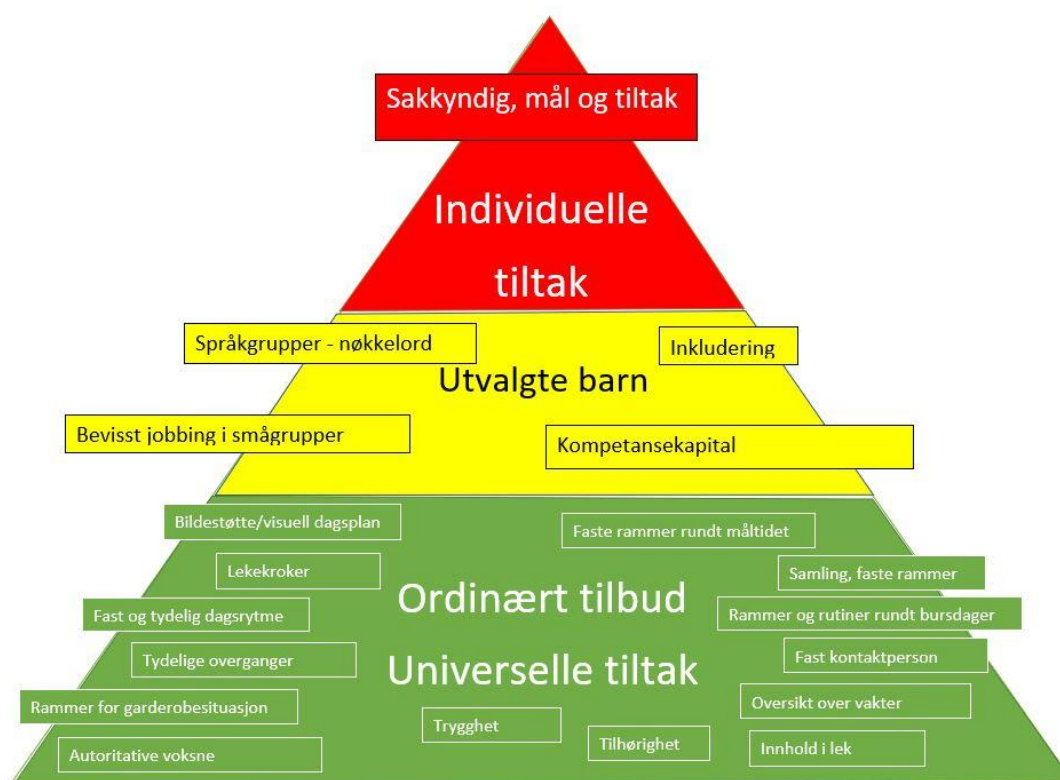 Sakkyndig, mål og tiltak
Individuelle
tiltak
Språkgrupper - nøkkelord
Inkludering
Utvalgte barn
Bevisst jobbing i smågrupper
Kompetansekapital
Bildestøtte/visuell dagsplan
Faste rammer rundt måltidet
Lekekroker
Samling, faste rammer
Ordinært tilbud
Fast og tydelig dagsrytme
Rammer og rutiner rundt bursdager
Tydelige overganger
Universelle tiltak
Fast kontaktperson
Rammer for garderobesituasjon
Oversikt over vakter
Trygghet
Tilhørighet
Autoritative voksne
Innhold i lek